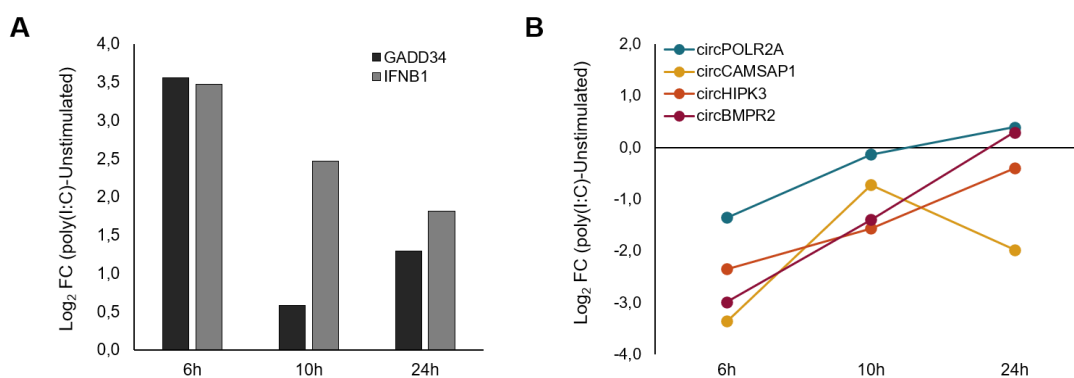 A
Log2 FC (poly(I:C)-Unstimulated)
4,0
3,5
3,0
2,5
2,0
1,5
1,0
0,5
0,0
GADD34
IFNB1
6h
10h
24h
B
Log2 FC (poly(I:C)-Unstimulated)
2,0
1,0
0,0
-1,0
-2,0
-3,0
-4,0
circPOLR2A
circCAMSAP1
circHIPK3
circBMPR2
6h
10h
24h